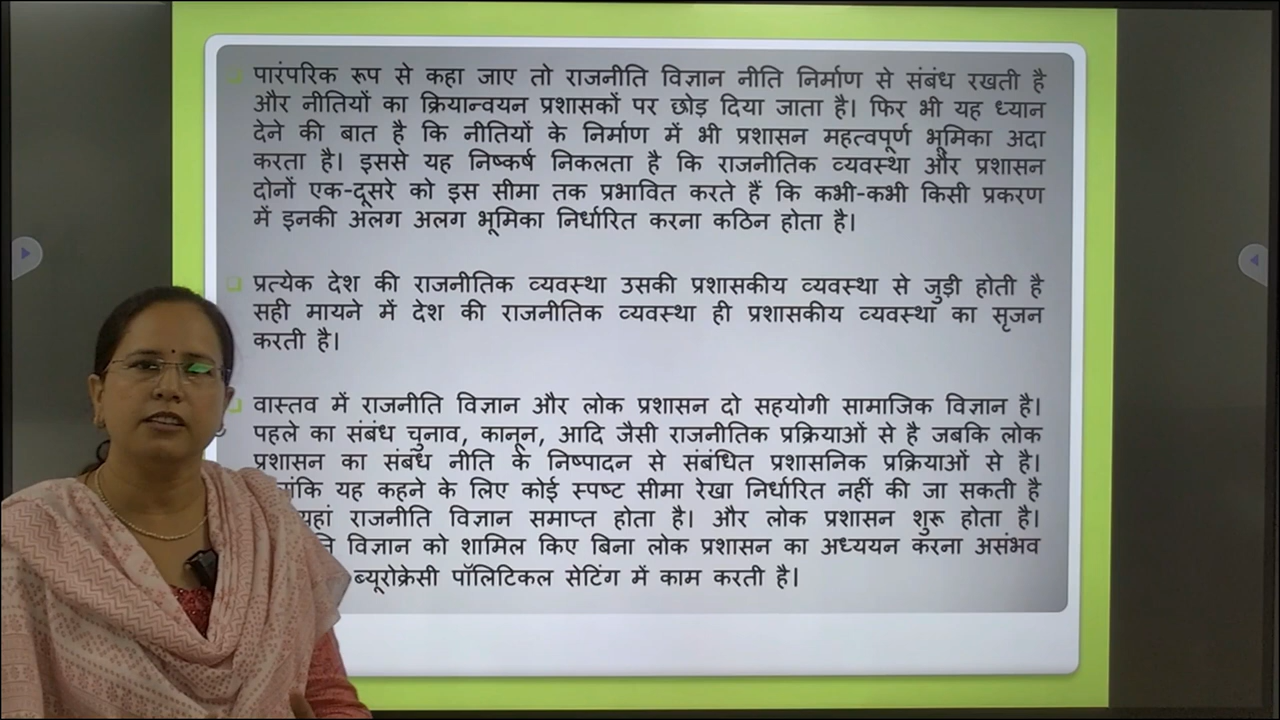 पारंपरिक रूप से कहा जाए तो राजनीति विज्ञान नीति निर्माण से संबंध रखती है
और नीतियों का क्रियान्वयन प्रशासकों पर छोड़ दिया जाता है। फिर भी यह ध्यान
देने की बात है कि नीतियों के निर्माण में भी प्रशासन महत्वपूर्ण भूमिका अदा
करता है। इससे यह निष्कर्ष निकलता है कि राजनीतिक व्यवस्था और प्रशासन
दोनों एक-दूसरे को इस सीमा तक प्रभावित करते हैं कि कभी-कभी किसी प्रकरण
में इनकी अलग अलग भूमिका निर्धारित करना कठिन होता है।
प्रत्येक देश की राजनीतिक व्यवस्था उसकी प्रशासकीय व्यवस्था से जुड़ी होती है
सही मायने में देश की राजनीतिक व्यवस्था ही प्रशासकीय व्यवस्था का सृजन
करती है।
वास्तव में राजनीति विज्ञान और लोक प्रशासन दो सहयोगी सामाजिक विज्ञान है।
पहले का संबंध चुनाव, कानून, आदि जैसी राजनीतिक प्रक्रियाओं से है जबकि लोक
प्रशासन का संबंध नीति के निष्पादन से संबंधित प्रशासनिक प्रक्रियाओं से है।
यह कहने के लिए कोई स्पष्ट सीमा रेखा निर्धारित नहीं की जा सकती है
राजनीति विज्ञान समाप्त होता है। और लोक प्रशासन शुरू होता है।
विज्ञान को शामिल किए बिना लोक प्रशासन का अध्ययन करना असंभव
ब्यूरोक्रेसी पॉलिटिकल सेटिंग में काम करती है।